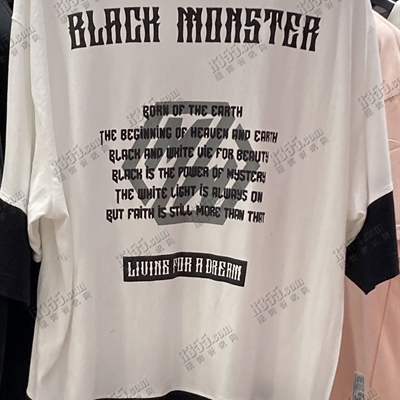 BLACK MONSTER
BORN OF THE EARTH
THE BEGINNING OF HEAVEN AND EARTH
BLACK AND WHITE VIE FOR BEAUTY
BLACK IS THE POWER OF MYSTERY
THE WHITE LIGHT IS ALWAYS ON
BUT FAITH IS STILL MORE THAN THAT
LIVING FOR A DREAM